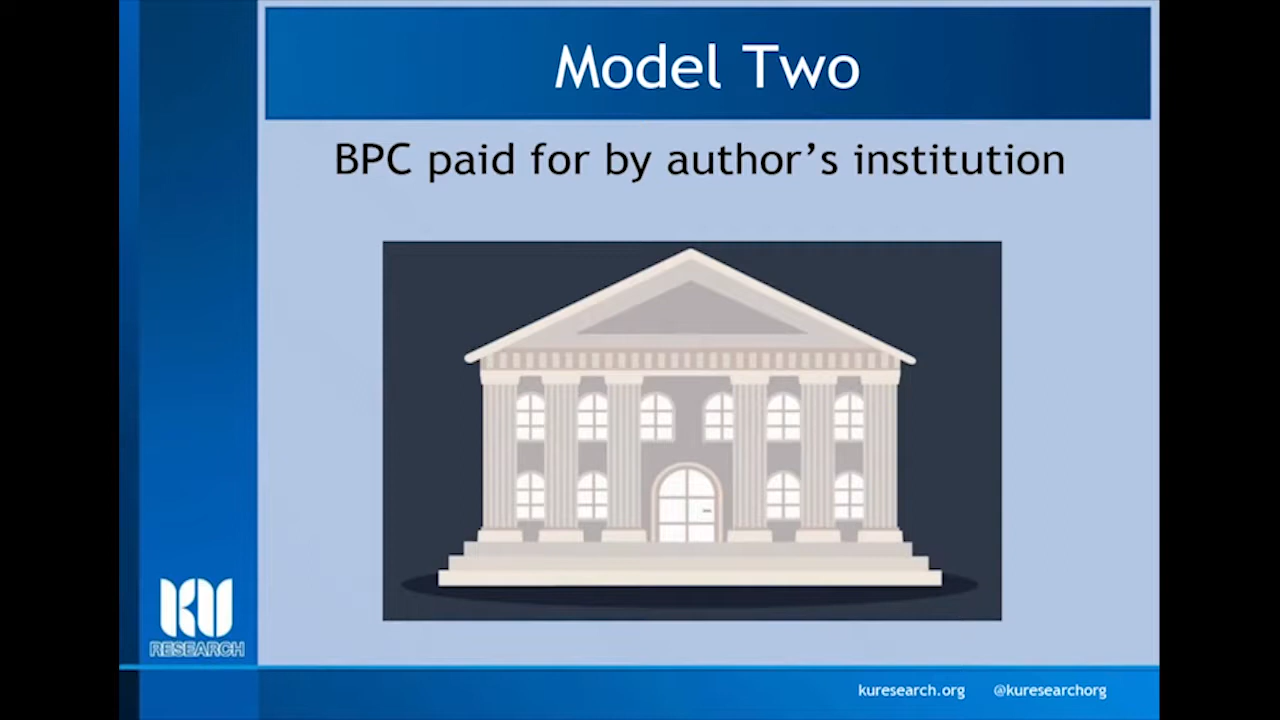 Model Two
BPC paid for by author’s institution
KU
RESEARCH
kuresearch.org @kuresearchorg